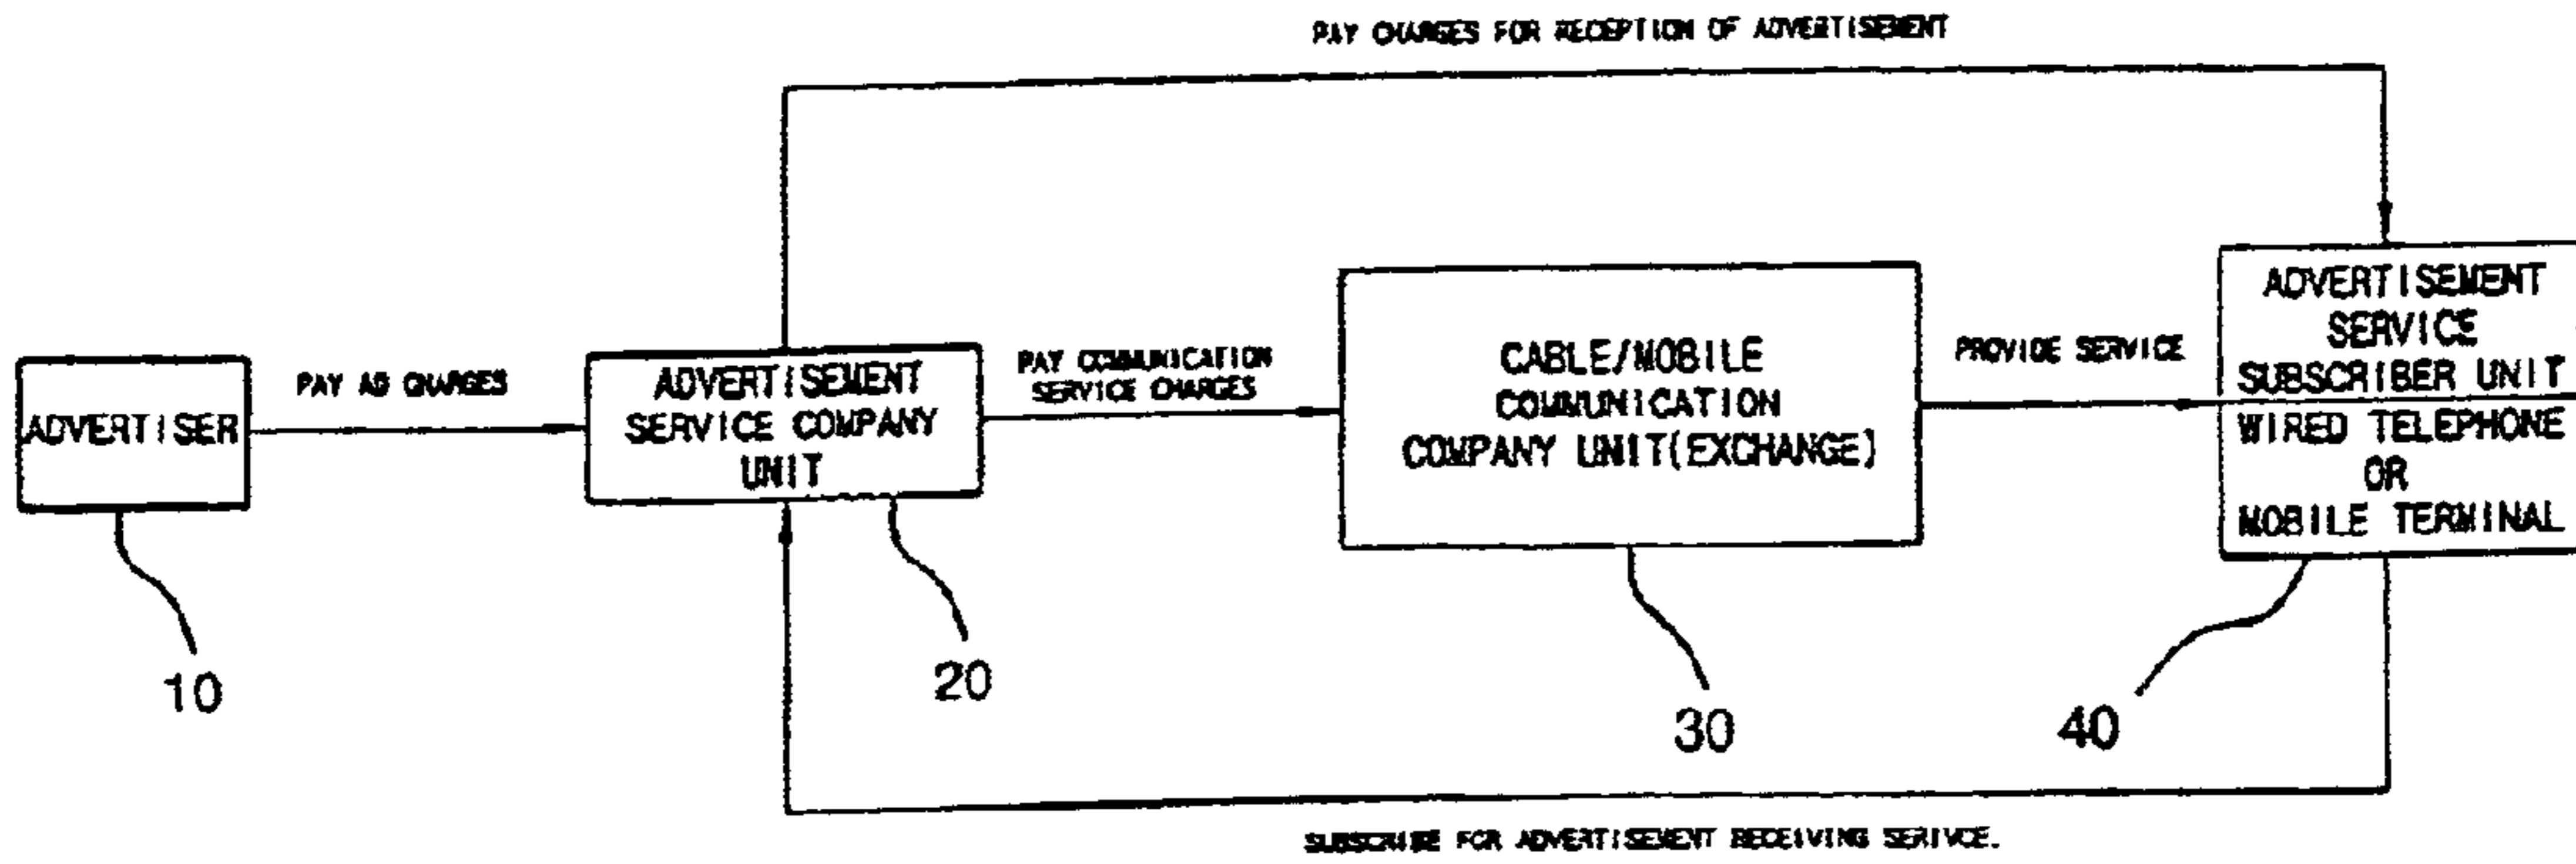 PAY CHARGES FOR RECEPTION OF ADVERTISEMENT
ADVERTISER
PAY AD CHARGES
ADVERTISEMENT
SERVICE COMPANY
UNIT
PAY COMMUNICATION
SERVICE CHARGES
CABLE/MOBILE
COMMUNICATION
COMPANY UNIT(EXCHANGE)
PROVIDE SERVICE
ADVERTISEMENT
SERVICE
SUBSCRIBER UNIT
WIRED TELEPHONE
OR
MOBILE TERMINAL
10
20
30
40
SUBSCRIBE FOR ADVERTISEMENT RECEIVING SERIVCE.